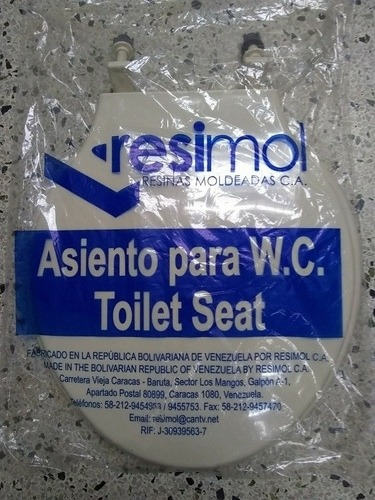 resimol
RESINAS MOLDEADAS C.A.
Asiento para W.C.
Toilet Seat
FABRICADO EN LA REPÚBLICA BOLIVARIANA DE VENEZUELA POR RESIMOL C.A.
MADE IN THE BOLIVARIAN REPUBLIC OF VENEZUELA BY RESIMOL C.A.
Carretera Vieja Caracas - Baruta, Sector Los Mangos, Galpón A-1,
Apartado Postal 80899, Caracas 1080, Venezuela.
Teléfonos: 58-212-9454933 / 9455753. Fax: 58-212-9457470
Email: resimol@cantv.net
RIF: J-30939563-7